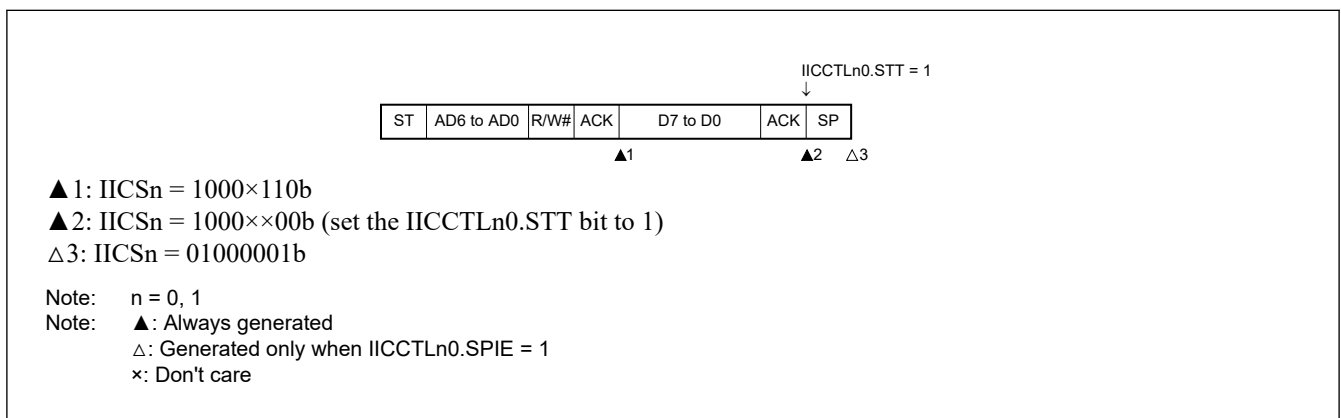 IICCTLn0.STT = 1
↓
ST AD6 to AD0 R/W# ACK D7 to D0 ACK SP
▲1 ▲2 △3
▲1: IICSn = 1000×110b
▲2: IICSn = 1000××00b (set the IICCTLn0.STT bit to 1)
△3: IICSn = 01000001b
Note: n = 0, 1
Note: ▲: Always generated
△: Generated only when IICCTLn0.SPIE = 1
×: Don't care